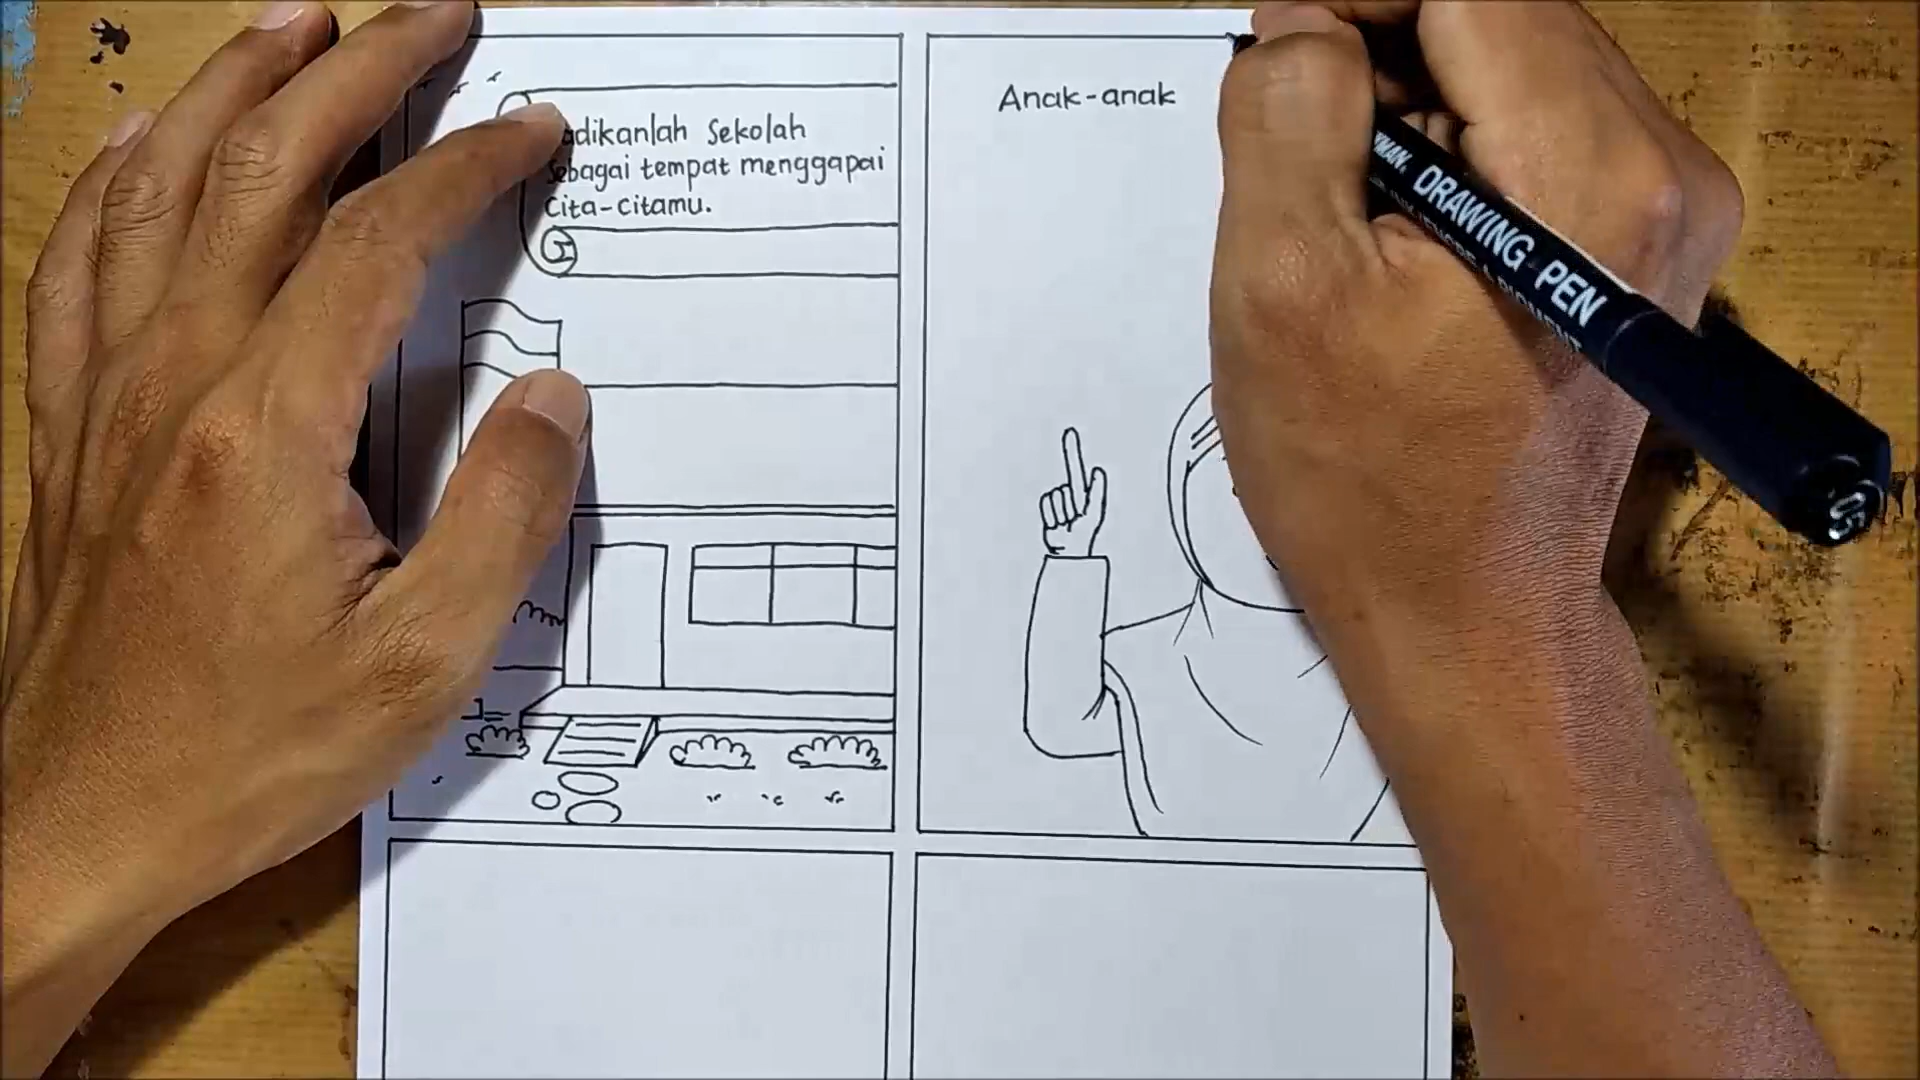 adikanlah Sekolah
Sebagai tempat menggapai
Cita-citamu.
Anak-anak
DRAWING PEN
05